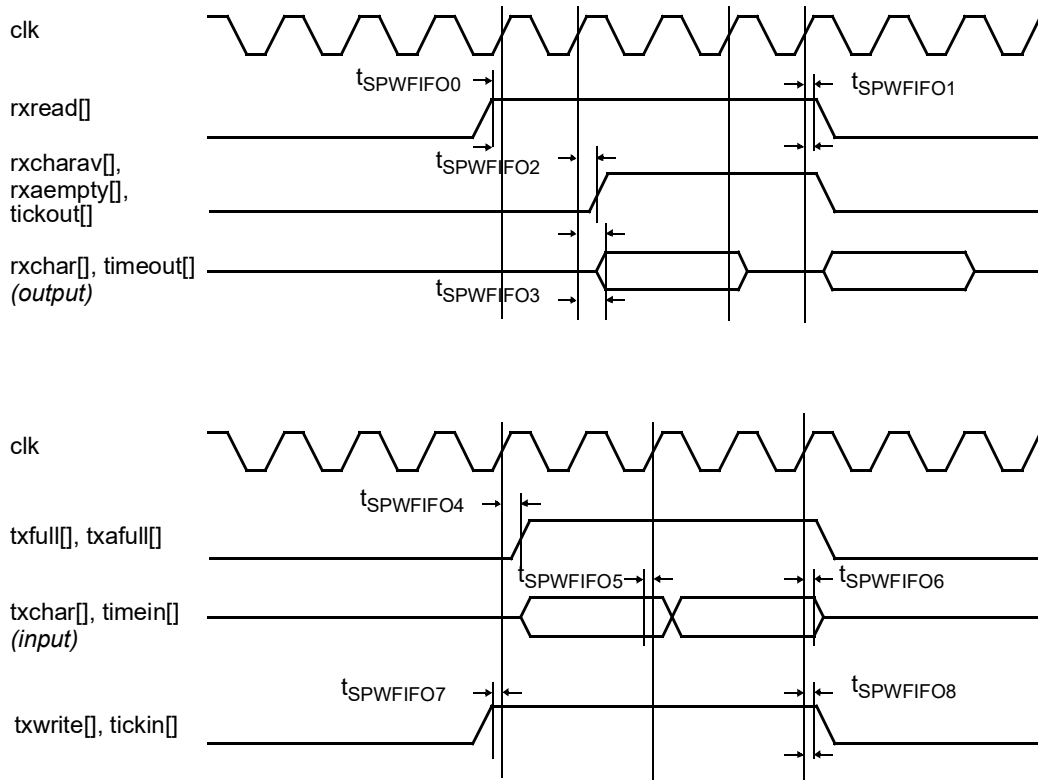 clk
tSPWFIFO0
tSPWFIFO1
rxread[]
rxcharav[],
rxaempty[],
tickout[]
tSPWFIFO2
rxchar[], timeout[]
(output)
tSPWFIFO3
clk
tSPWFIFO4
txfull[], txafull[]
tSPWFIFO5
tSPWFIFO6
txchar[], timein[]
(input)
tSPWFIFO7
tSPWFIFO8
txwrite[], tickin[]